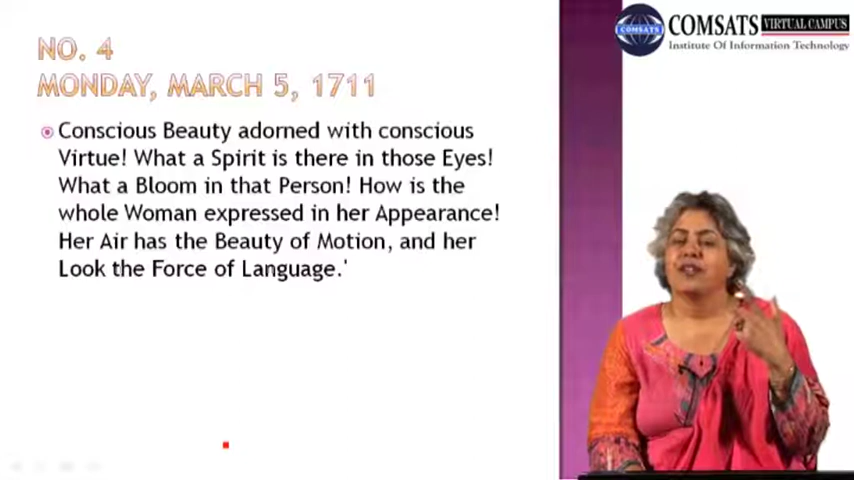 COMSATS
COMSATS VIRTUAL CAMPUS
Institute Of Information Technology
NO. 4
MONDAY, MARCH 5, 1711
Conscious Beauty adorned with conscious
Virtue! What a Spirit is there in those Eyes!
What a Bloom in that Person! How is the
whole Woman expressed in her Appearance!
Her Air has the Beauty of Motion, and her
Look the Force of Language.'